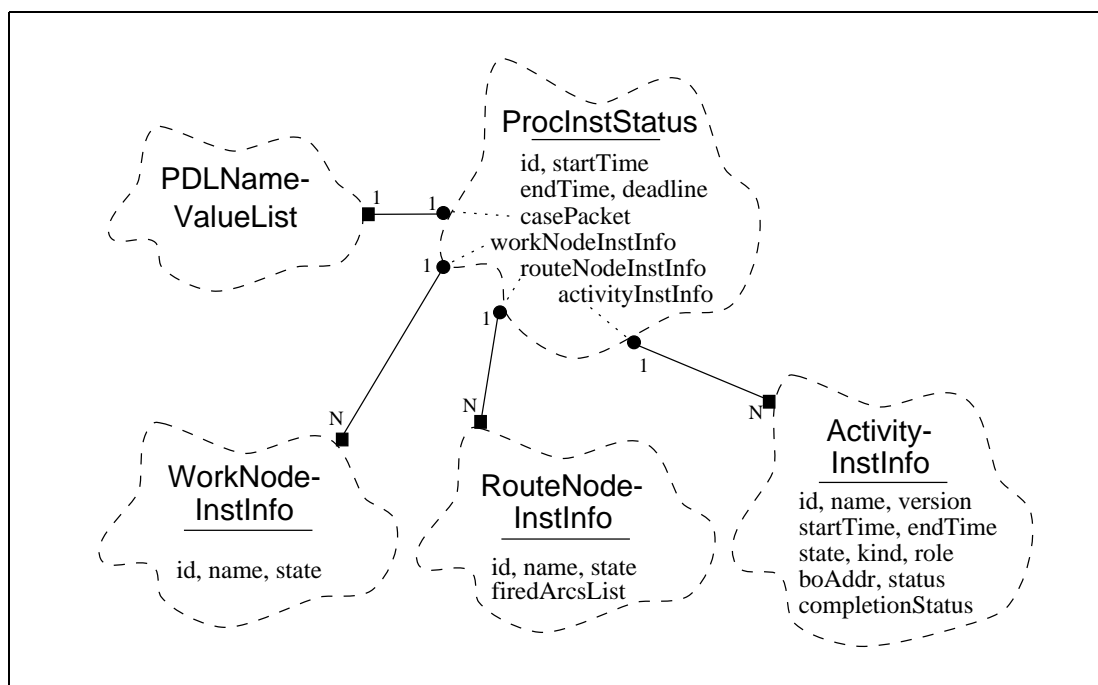 ProcInstStatus
id, startTime
endTime, deadline
casePacket
workNodeInstInfo
routeNodeInstInfo
activityInstInfo
PDLName-
ValueList
1
1
1
1
1
N
N
N
WorkNode-
InstInfo
id, name, state
RouteNode-
InstInfo
id, name, state
firedArcsList
Activity-
InstInfo
id, name, version
startTime, endTime
state, kind, role
boAddr, status
completionStatus